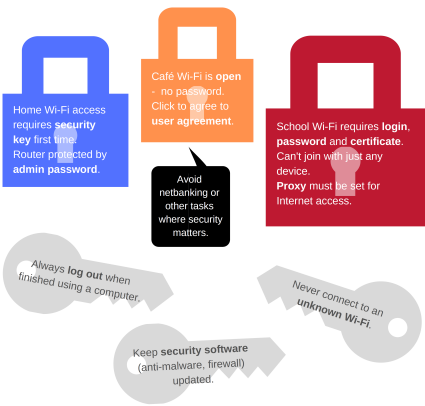 Home Wi-Fi access
requires security
key first time.
Router protected by
admin password.
Café Wi-Fi is open
- no password.
Click to agree to
user agreement.
School Wi-Fi requires login,
password and certificate.
Can't join with just any
device.
Proxy must be set for
Internet access.
Avoid
netbanking or
other tasks
where security
matters.
Always log out when
finished using a computer.
Never connect to an
unknown Wi-Fi.
Keep security software
(anti-malware, firewall)
updated.